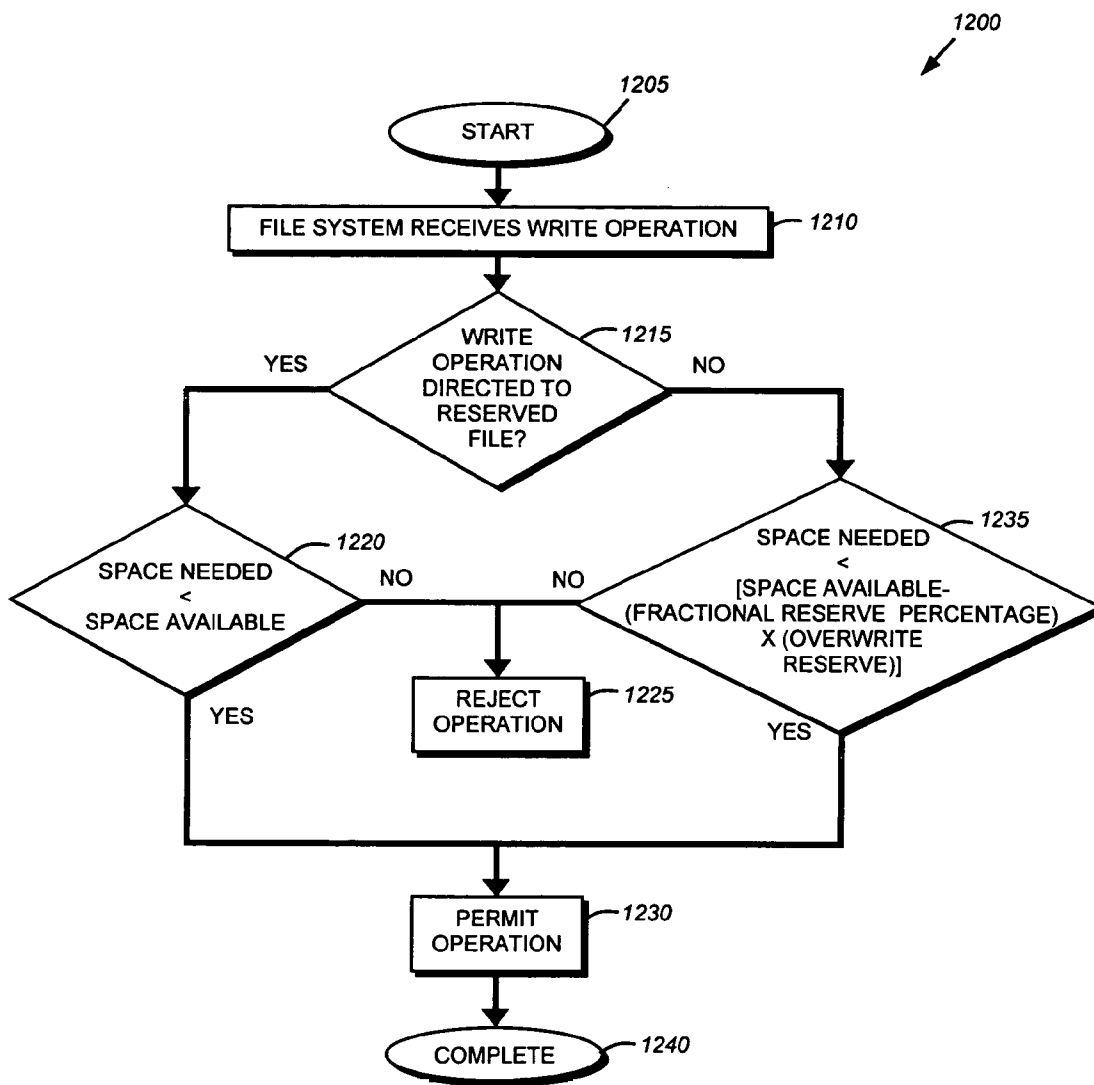 1200
1205
START
FILE SYSTEM RECEIVES WRITE OPERATION
1210
WRITE
OPERATION
DIRECTED TO
RESERVED
FILE?
1215
YES
NO
SPACE NEEDED
<
SPACE AVAILABLE
1220
NO
NO
SPACE NEEDED
<
[SPACE AVAILABLE-
(FRACTIONAL RESERVE PERCENTAGE)
X (OVERWRITE
RESERVE)]
1235
REJECT
OPERATION
1225
YES
YES
PERMIT
OPERATION
1230
COMPLETE
1240